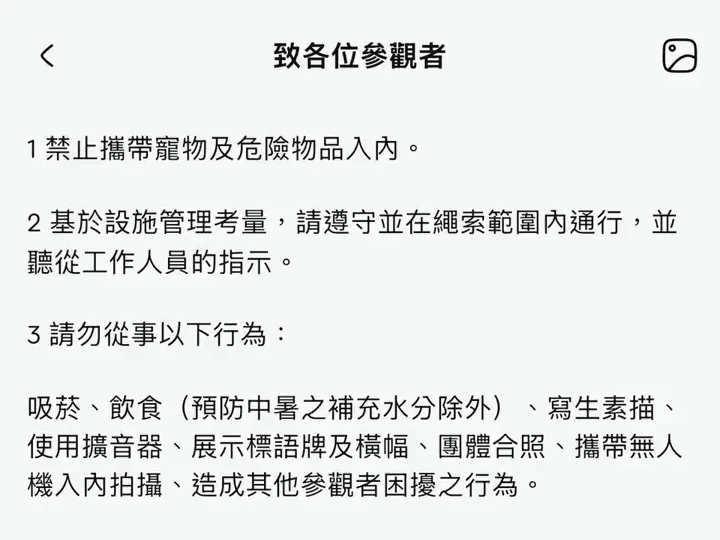 致各位參觀者
1 禁止攜帶寵物及危險物品入內。
2 基於設施管理考量，請遵守並在繩索範圍內通行，並
聽從工作人員的指示。
3 請勿從事以下行為：
吸菸、飲食（預防中暑之補充水分除外）、寫生素描、
使用擴音器、展示標語牌及橫幅、團體合照、攜帶無人
機入內拍攝、造成其他參觀者困擾之行為。